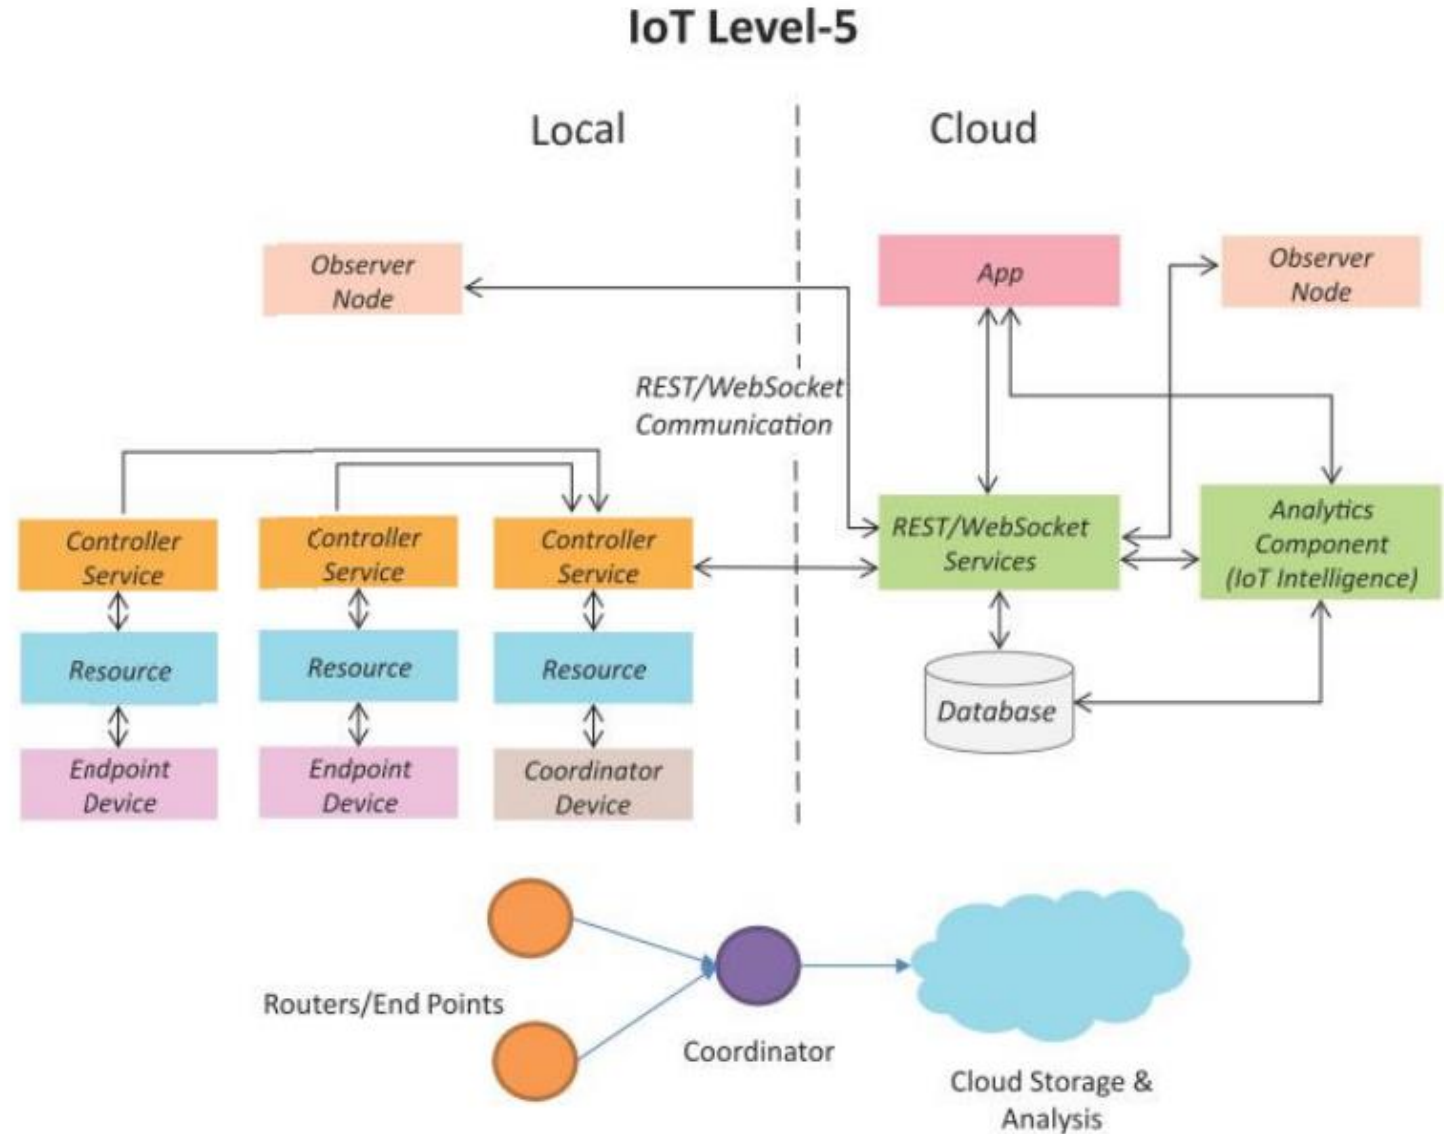 IoT Level-5
Local
Cloud
Observer
Node
App
Observer
Node
REST/WebSocket
Communication
Controller
Service
Controller
Service
Controller
Service
REST/WebSocket
Services
Analytics
Component
(IoT Intelligence)
Resource
Resource
Resource
Database
Endpoint
Device
Endpoint
Device
Coordinator
Device
Routers/End Points
Coordinator
Cloud Storage &
Analysis